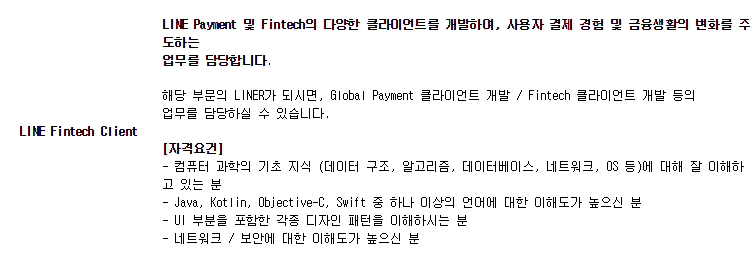 LINE Payment 및 Fintech의 다양한 클라이언트를 개발하며, 사용자 결제 경험 및 금융생활의 변화를 주
도하는
업무를 담당합니다.
해당 부문의 LINER가 되시면, Global Payment 클라이언트 개발 / Fintech 클라이언트 개발 등의
업무를 담당하실 수 있습니다.
LINE Fintech Client
[자격요건]
- 컴퓨터 과학의 기초 지식 (데이터 구조, 알고리즘, 데이터베이스, 네트워크, OS 등)에 대해 잘 이해하
고 있는 분
- Java, Kotlin, Objective-C, Swift 중 하나 이상의 언어에 대한 이해도가 높으신 분
- UI 부분을 포함한 각종 디자인 패턴을 이해하시는 분
- 네트워크 / 보안에 대한 이해도가 높으신 분